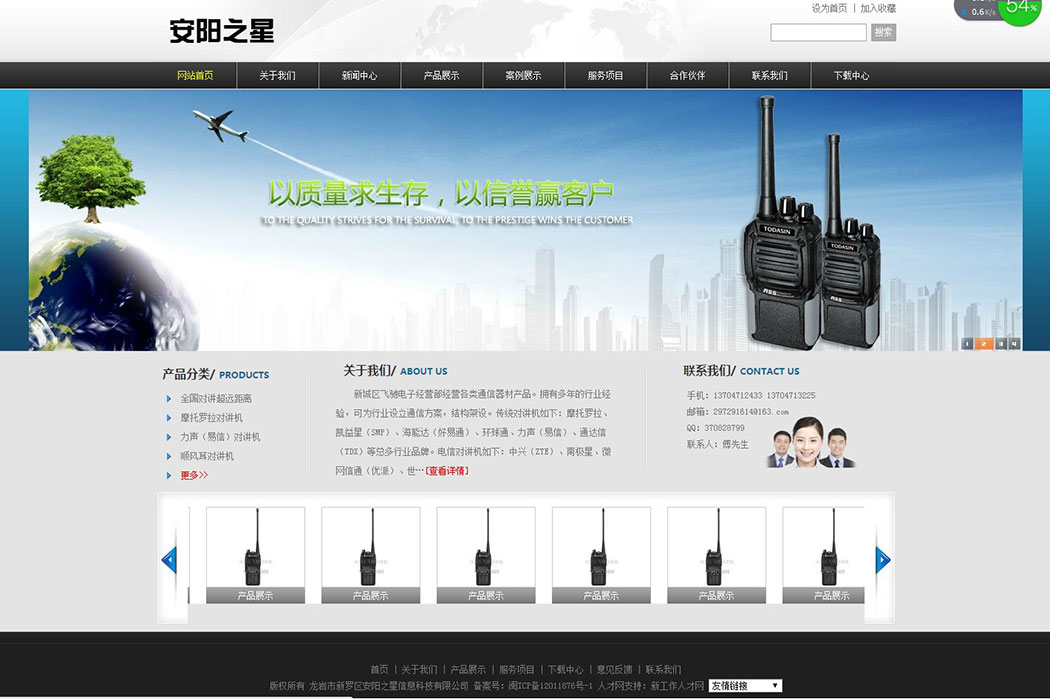 设为首页 | 加入收藏
0.6K/s
54%
安阳之星
搜索
网站首页 关于我们 新闻中心 产品展示 案例展示 服务项目 合作伙伴 联系我们 下载中心
以质量求生存，以信誉赢客户
TO THE QUALITY STRIVES FOR THE SURVIVAL, TO THE PRESTIGE WINS THE CUSTOMER
TODASIN
TODASIN
1 2 3 4
产品分类/ PRODUCTS
全国对讲超远距离
摩托罗拉对讲机
力声（易信）对讲机
顺风耳对讲机
更多>>
关于我们/ ABOUT US
新城区飞驰电子经营部经营各类通信器材产品。拥有多年的行业经
验，可为行业设立通信方案，结构架设。传统对讲机如下：摩托罗拉、
凯益星（SMP）、海能达（好易通）、环球通、力声（易信）、通达信
（TDX）等总多行业品牌。电信对讲机如下：中兴（ZTE）、南极星、微
网信通（优派）、世…[查看详情]
联系我们/ CONTACT US
手机：13704712433 13704713225
邮箱：2972916148163.com
QQ：370828799
联系人：傅先生
产品展示 产品展示 产品展示 产品展示 产品展示 产品展示
首页 | 关于我们 | 产品展示 | 服务项目 | 下载中心 | 意见反馈 | 联系我们
版权所有 龙岩市新罗区安阳之星信息科技有限公司 备案号：闽ICP备12011876号-1 人才网支持：新工作人才网 友情链接